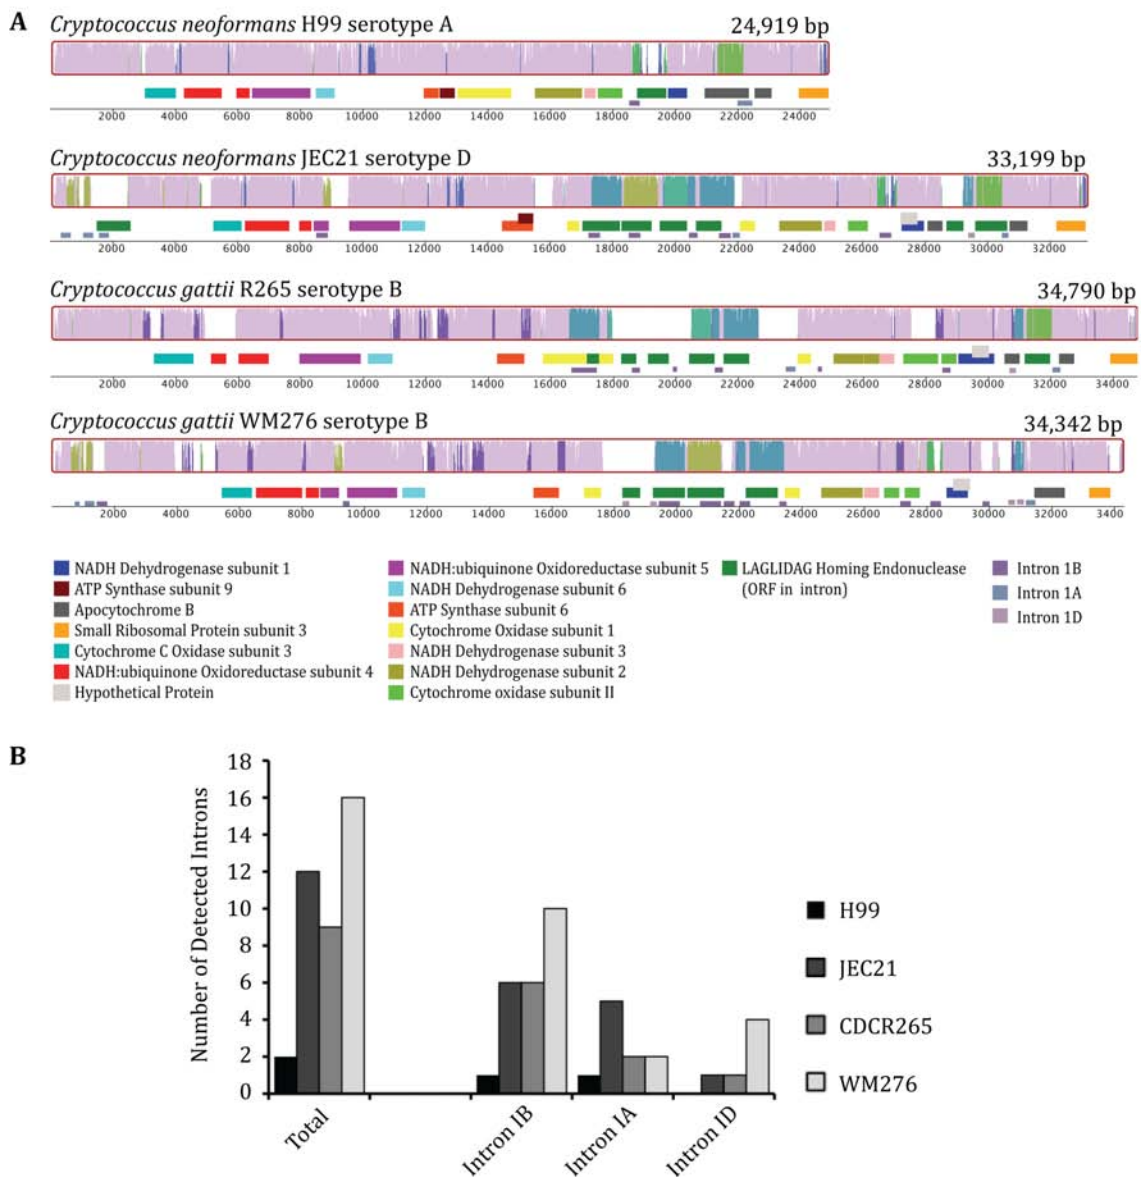 A
Cryptococcus neoformans H99 serotype A 24,919 bp
2000 4000 6000 8000 10000 12000 14000 16000 18000 20000 22000 24000
Cryptococcus neoformans JEC21 serotype D 33,199 bp
2000 4000 6000 8000 10000 12000 14000 16000 18000 20000 22000 24000 26000 28000 30000 32000
Cryptococcus gattii R265 serotype B 34,790 bp
2000 4000 6000 8000 10000 12000 14000 16000 18000 20000 22000 24000 26000 28000 30000 32000 34000
Cryptococcus gattii WM276 serotype B 34,342 bp
2000 4000 6000 8000 10000 12000 14000 16000 18000 20000 22000 24000 26000 28000 30000 32000 3400
NADH Dehydrogenase subunit 1
ATP Synthase subunit 9
Apocytochrome B
Small Ribosomal Protein subunit 3
Cytochrome C Oxidase subunit 3
NADH:ubiquinone Oxidoreductase subunit 4
Hypothetical Protein
NADH:ubiquinone Oxidoreductase subunit 5
NADH Dehydrogenase subunit 6
ATP Synthase subunit 6
Cytochrome Oxidase subunit 1
NADH Dehydrogenase subunit 3
NADH Dehydrogenase subunit 2
Cytochrome oxidase subunit II
LAGLIDAG Homing Endonuclease
(ORF in intron)
Intron 1B
Intron 1A
Intron 1D
B
Number of Detected Introns
18
16
14
12
10
8
6
4
2
0
Total
Intron IB
Intron IA
Intron ID
H99
JEC21
CDCR265
WM276